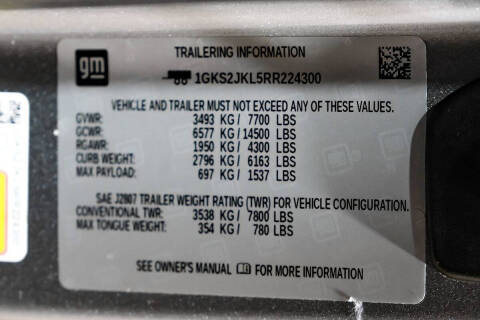 gm
TRAILERING INFORMATION
1GKS2JKL5RR224300
VEHICLE AND TRAILER MUST NOT EXCEED ANY OF THESE VALUES.
GVWR: 3493 KG / 7700 LBS
GCWR: 6577 KG / 14500 LBS
RGAWR: 1950 KG / 4300 LBS
CURB WEIGHT: 2796 KG / 6163 LBS
MAX PAYLOAD: 697 KG / 1537 LBS
SAE J2807 TRAILER WEIGHT RATING (TWR) FOR VEHICLE CONFIGURATION.
CONVENTIONAL TWR: 3538 KG / 7800 LBS
MAX TONGUE WEIGHT: 354 KG / 780 LBS
SEE OWNER'S MANUAL FOR MORE INFORMATION